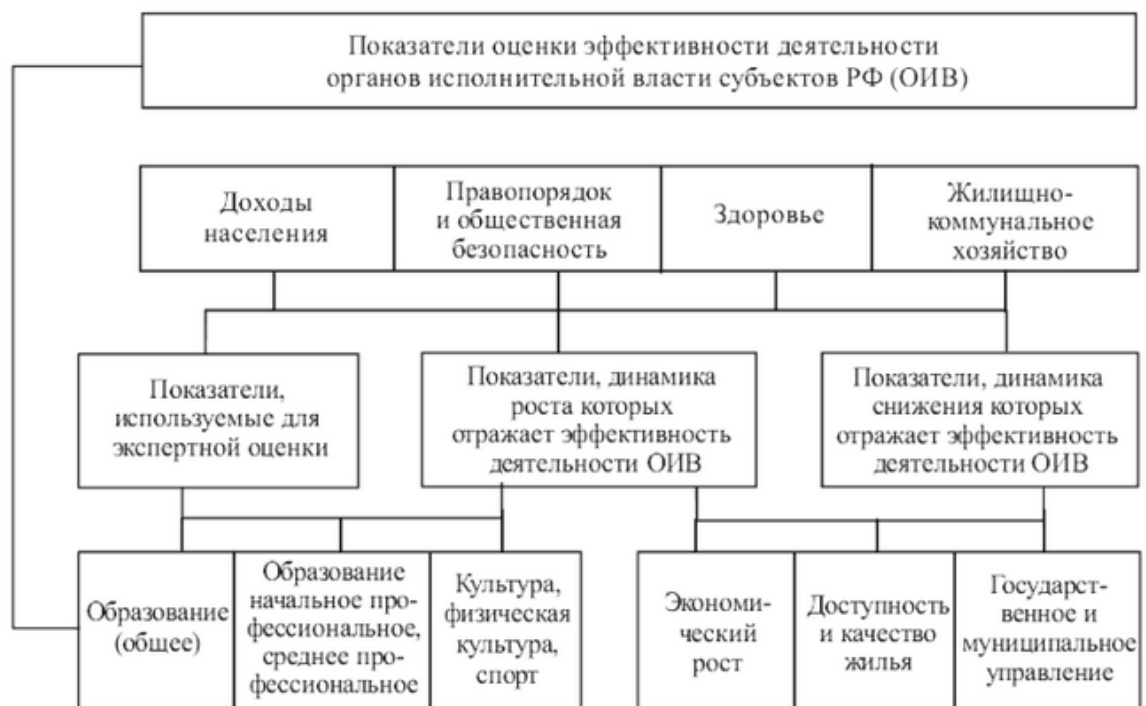 Показатели оценки эффективности деятельности
органов исполнительной власти субъектов РФ (ОИВ)
Доходы
населения
Правопорядок
и общественная
безопасность
Здоровье
Жилищно-
коммунальное
хозяйство
Показатели,
используемые для
экспертной оценки
Показатели, динамика
роста которых
отражает эффективность
деятельности ОИВ
Показатели, динамика
снижения которых
отражает эффективность
деятельности ОИВ
Образование
(общее)
Образование
начальное про-
фессиональное,
среднее про-
фессиональное
Культура,
физическая
культура,
спорт
Экономи-
ческий
рост
Доступность
и качество
жилья
Государст-
венное и
муниципальное
управление